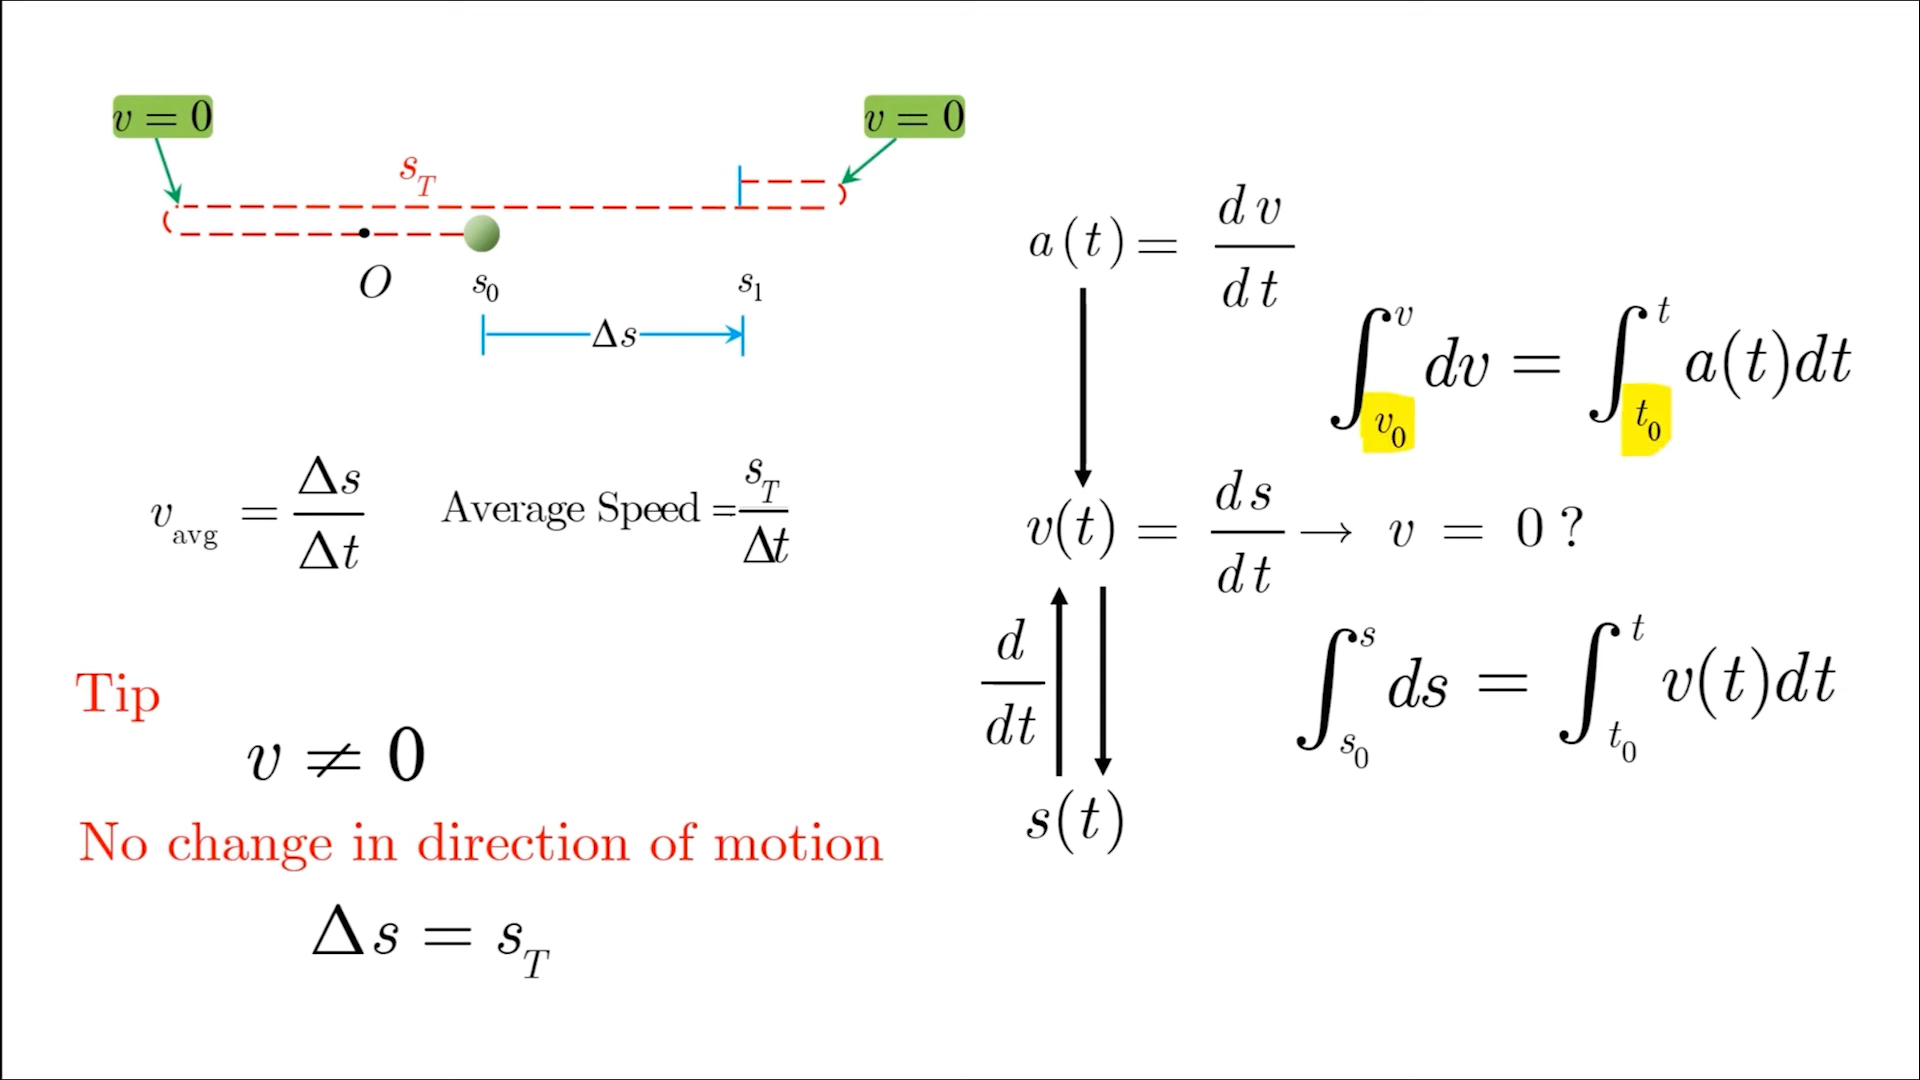 v = 0
v = 0
s_T
O
s_0
s_1
Δs
v_avg = Δs/Δt
Average Speed = s_T/Δt
Tip
v ≠ 0
No change in direction of motion
Δs = s_T
a(t) = dv/dt
∫_{v_0}^{v} dv = ∫_{t_0}^{t} a(t)dt
v(t) = ds/dt → v = 0 ?
d/dt
∫_{s_0}^{s} ds = ∫_{t_0}^{t} v(t)dt
s(t)